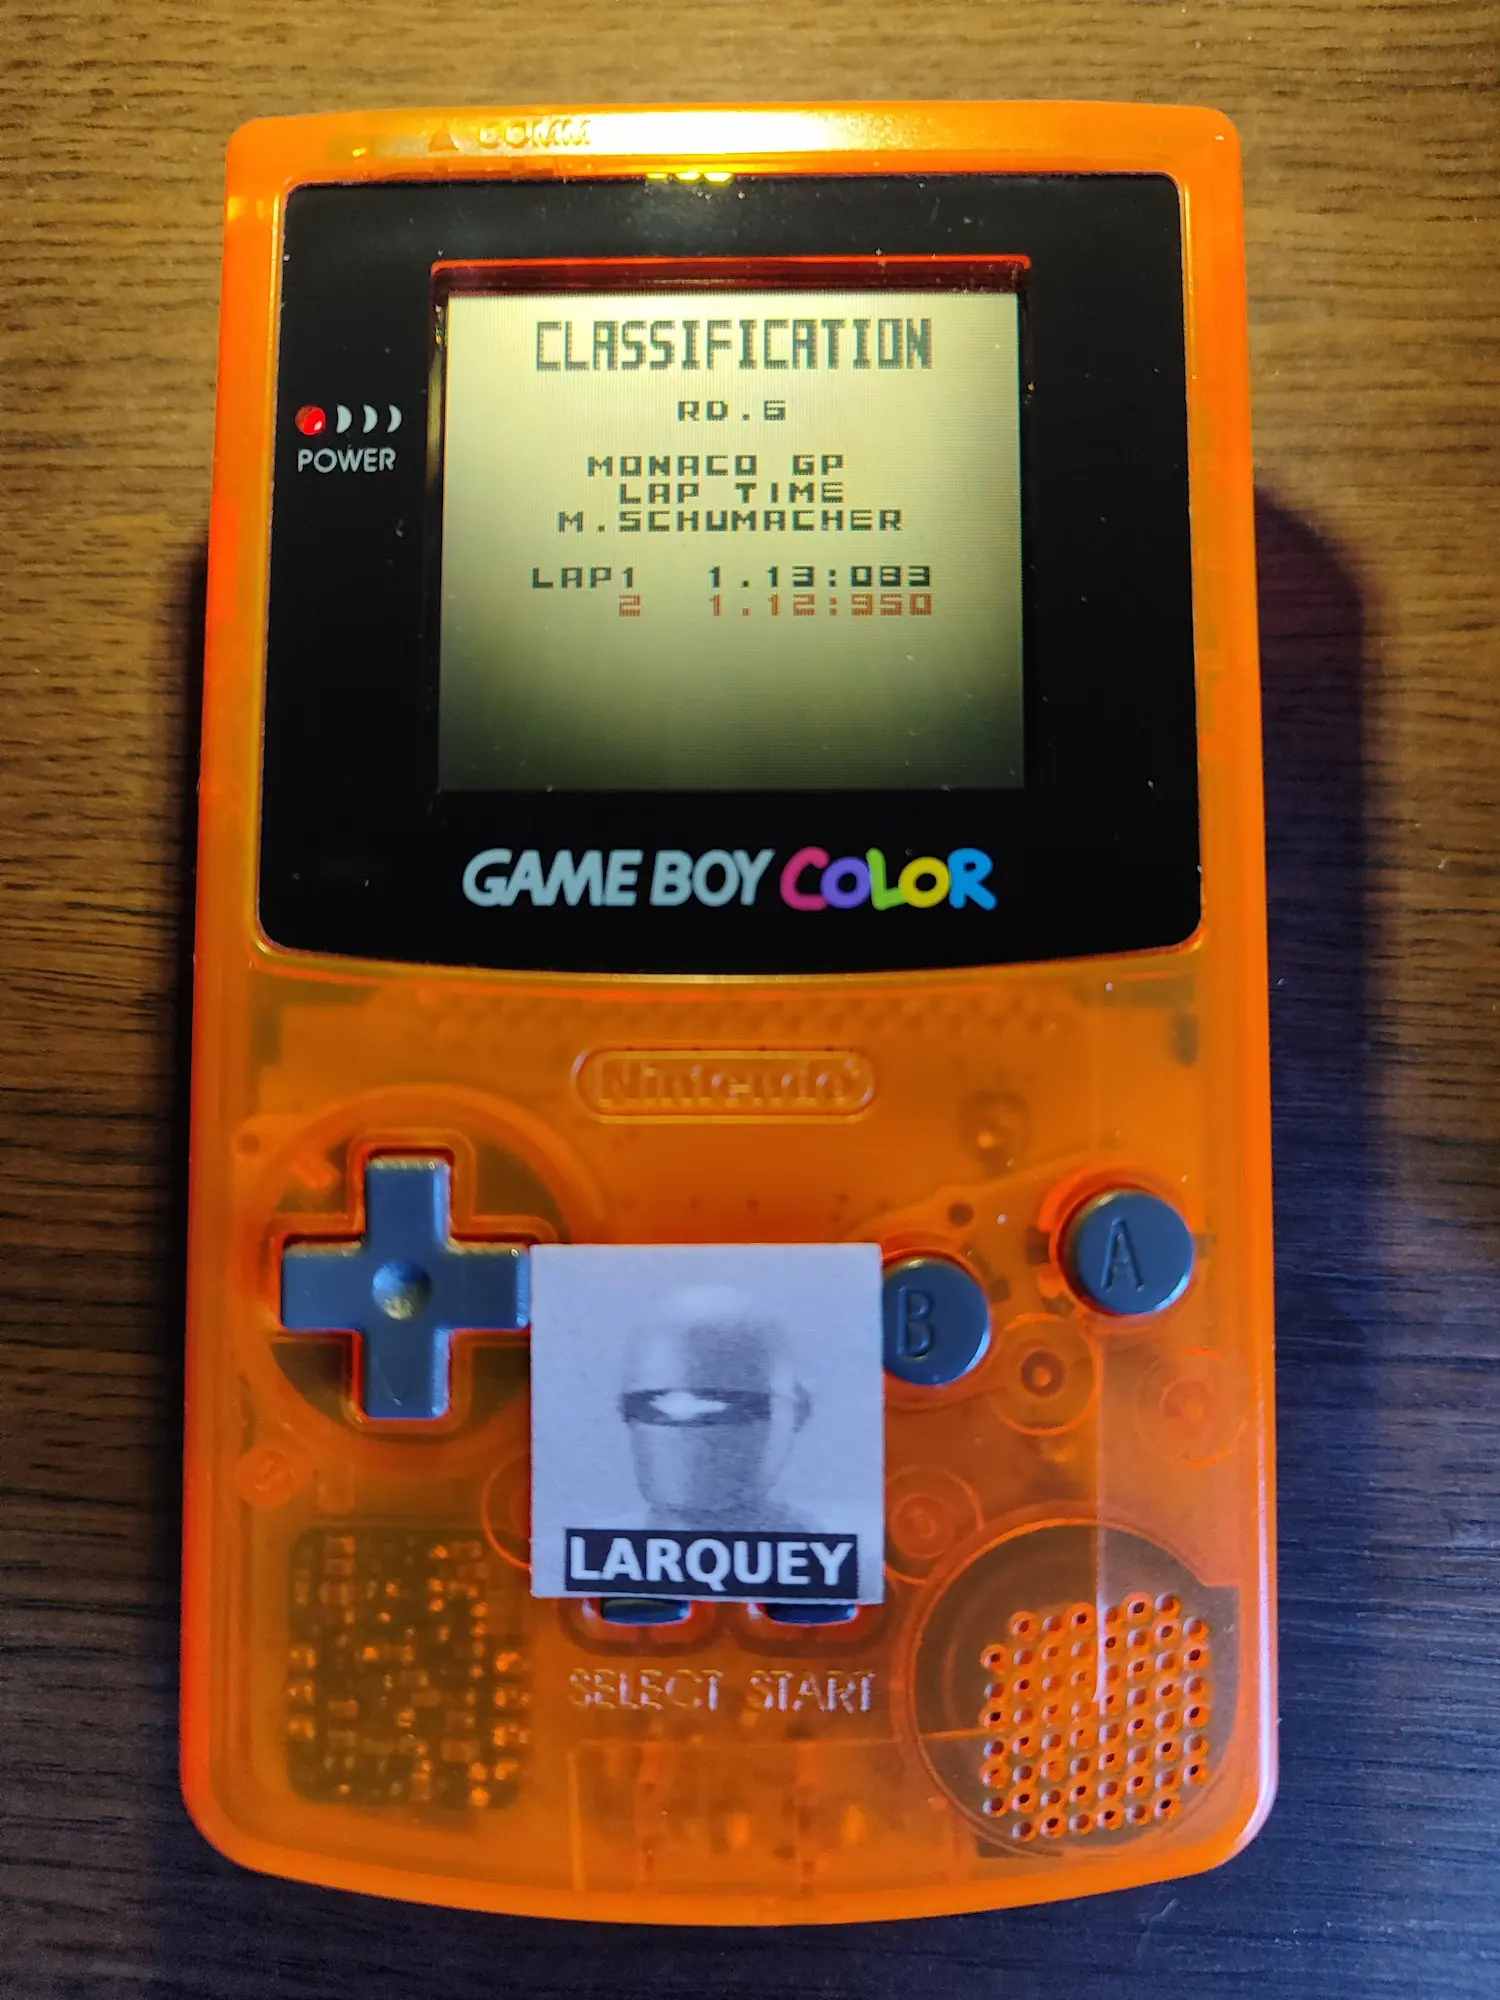 COMM
CLASSIFICATION
RD.6
MONACO GP
LAP TIME
M.SCHUMACHER
LAP1 1.13:083
2 1.12:950
POWER
GAME BOY COLOR
Nintendo
A
B
LARQUEY
SELECT START